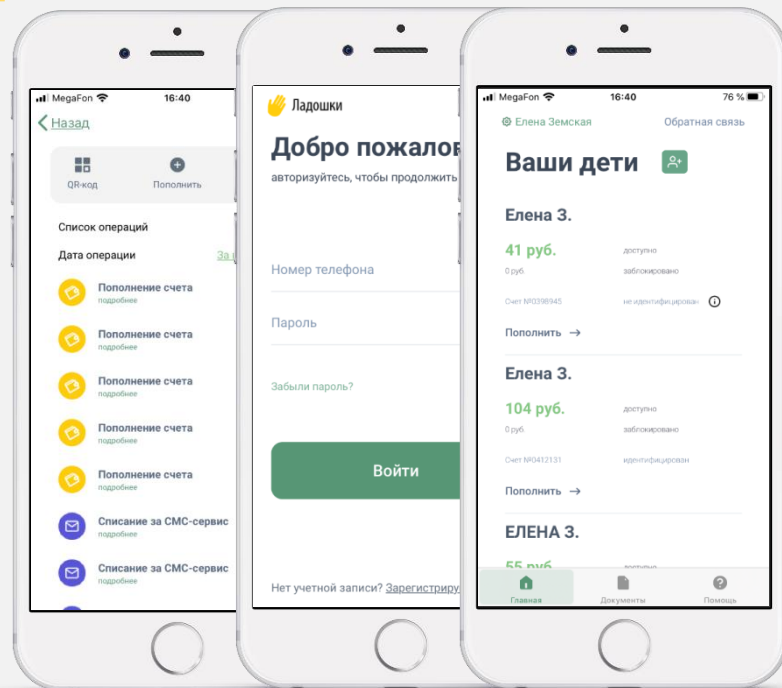 MegaFon 16:40
Назад
QR-код Пополнить
Список операций
Дата операции За
Пополнение счета
подробнее
Пополнение счета
подробнее
Пополнение счета
подробнее
Пополнение счета
подробнее
Пополнение счета
подробнее
Списание за СМС-сервис
подробнее
Списание за СМС-сервис
подробнее
Ладошки
Добро пожалов
авторизуйтесь, чтобы продолжить
Номер телефона
Пароль
Забыли пароль?
Войти
Нет учетной записи? Зарегистриру
MegaFon 16:40 76 %
Елена Земская Обратная связь
Ваши дети
Елена З.
41 руб. доступно
0 руб. заблокировано
Счет №0398945 не идентифицирован
Пополнить →
Елена З.
104 руб. доступно
0 руб. заблокировано
Счет №0412131 идентифицирован
Пополнить →
ЕЛЕНА З.
55 руб. доступно
Главная Документы Помощь